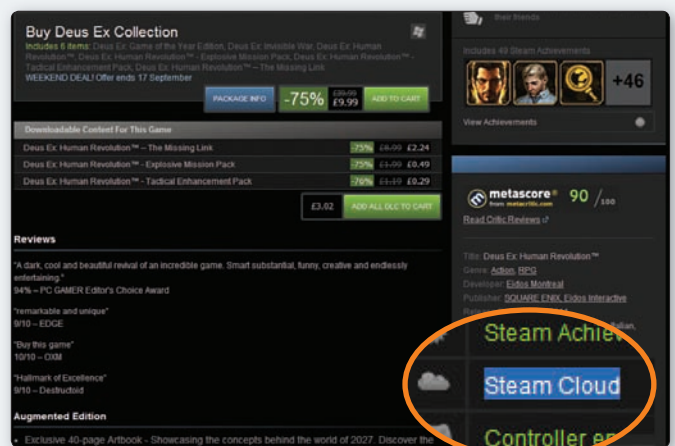 Buy Deus Ex Collection
Includes 6 items: Deus Ex: Game of the Year Edition, Deus Ex: Invisible War, Deus Ex: Human
Revolution™, Deus Ex: Human Revolution™ - Explosive Mission Pack, Deus Ex: Human Revolution™ -
Tactical Enhancement Pack, Deus Ex: Human Revolution™ – The Missing Link
WEEKEND DEAL! Offer ends 17 September
PACKAGE INFO -75% £39.99 £9.99 ADD TO CART
Downloadable Content For This Game
Deus Ex: Human Revolution™ – The Missing Link -75% £8.99 £2.24
Deus Ex: Human Revolution™ - Explosive Mission Pack -75% £1.99 £0.49
Deus Ex: Human Revolution™ - Tactical Enhancement Pack -76% £1.19 £0.29
£3.02 ADD ALL DLC TO CART
Reviews
"A dark, cool and beautiful revival of an incredible game. Smart substantial, funny, creative and endlessly
entertaining."
94% – PC GAMER Editor's Choice Award
"remarkable and unique"
9/10 – EDGE
"Buy this game"
10/10 – OXM
"Hallmark of Excellence"
9/10 – Destructoid
Augmented Edition
• Exclusive 40-page Artbook - Showcasing the concepts behind the world of 2027. Discover the
their friends
Includes 49 Steam Achievements
+46
View Achievements
metascore® 90 /100
from metacritic.com
Read Critic Reviews
Title: Deus Ex: Human Revolution™
Genre: Action, RPG
Developer: Eidos Montreal
Publisher: SQUARE ENIX, Eidos Interactive
Steam Achiev
Steam Cloud
Controller en